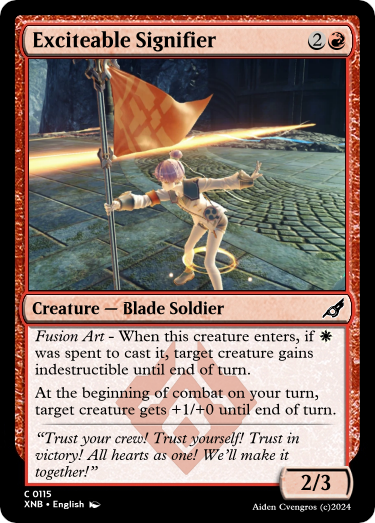 Exciteable Signifier 2
Creature — Blade Soldier
Fusion Art - When this creature enters, if
was spent to cast it, target creature gains
indestructible until end of turn.
At the beginning of combat on your turn,
target creature gets +1/+0 until end of turn.
“Trust your crew! Trust yourself! Trust in
victory! All hearts as one! We’ll make it
together!”
2/3
C 0115
XNB • English
Aiden Cvengros (c)2024